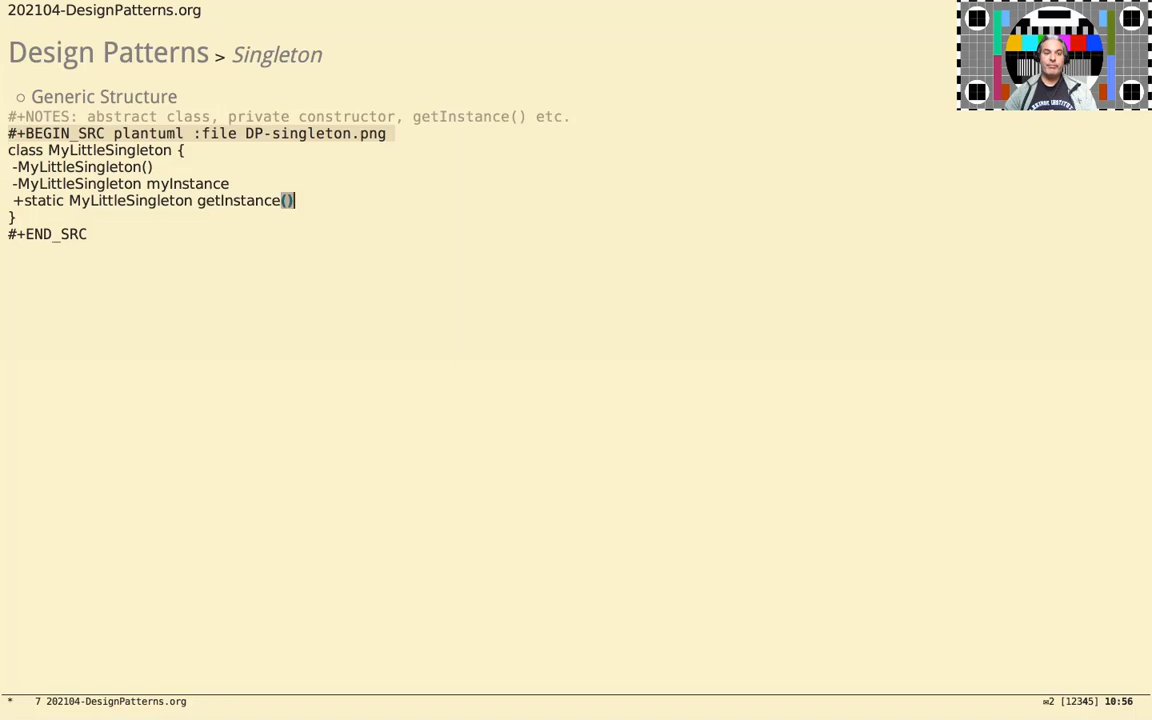 202104-DesignPatterns.org
Design Patterns > Singleton
○ Generic Structure
#+NOTES: abstract class, private constructor, getInstance() etc.
#+BEGIN_SRC plantuml :file DP-singleton.png
class MyLittleSingleton {
-MyLittleSingleton()
-MyLittleSingleton myInstance
+static MyLittleSingleton getInstance()
}
#+END_SRC
* 7 202104-DesignPatterns.org ✉2 [12345] 10:56